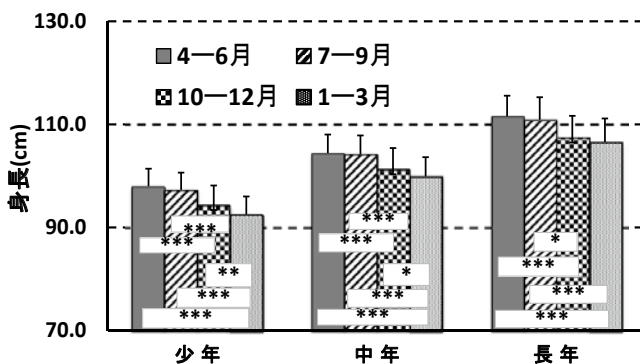 130.0
4―6月 7―9月
10―12月 1―3月
110.0
身長(cm)
90.0
*** *** *
*** *** ***
** * ***
*** ***
*** *** ***
70.0
少 年 中 年 長 年